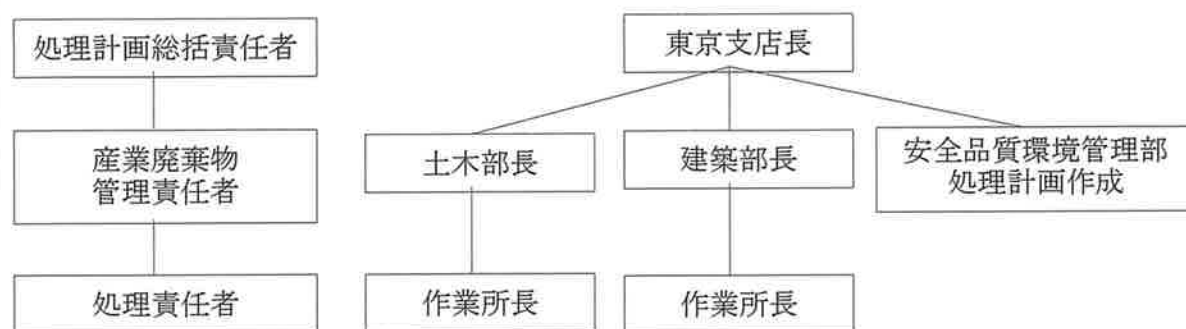 処理計画総括責任者
東京支店長
産業廃棄物
管理責任者
土木部長
建築部長
安全品質環境管理部
処理計画作成
処理責任者
作業所長
作業所長